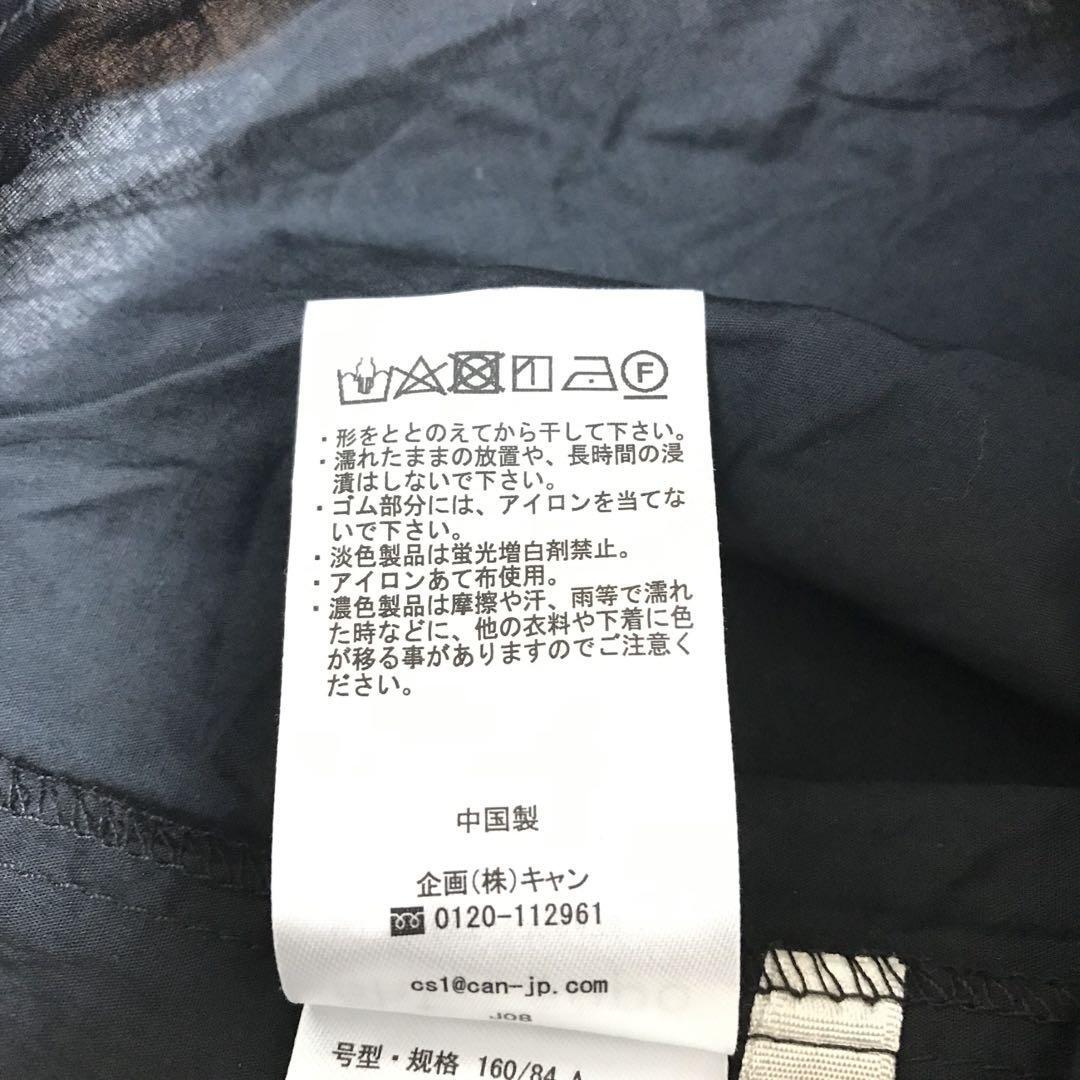 F
・形をととのえてから干して下さい。
・濡れたままの放置や、長時間の浸
漬はしないで下さい。
・ゴム部分には、アイロンを当てな
いで下さい。
・淡色製品は蛍光増白剤禁止。
・アイロンあて布使用。
・濃色製品は摩擦や汗、雨等で濡れ
た時などに、他の衣料や下着に色
が移る事がありますのでご注意く
ださい。
中国製
企画(株)キャン
0120-112961
cs1@can-jp.com
J08
号型・规格 160/84 A